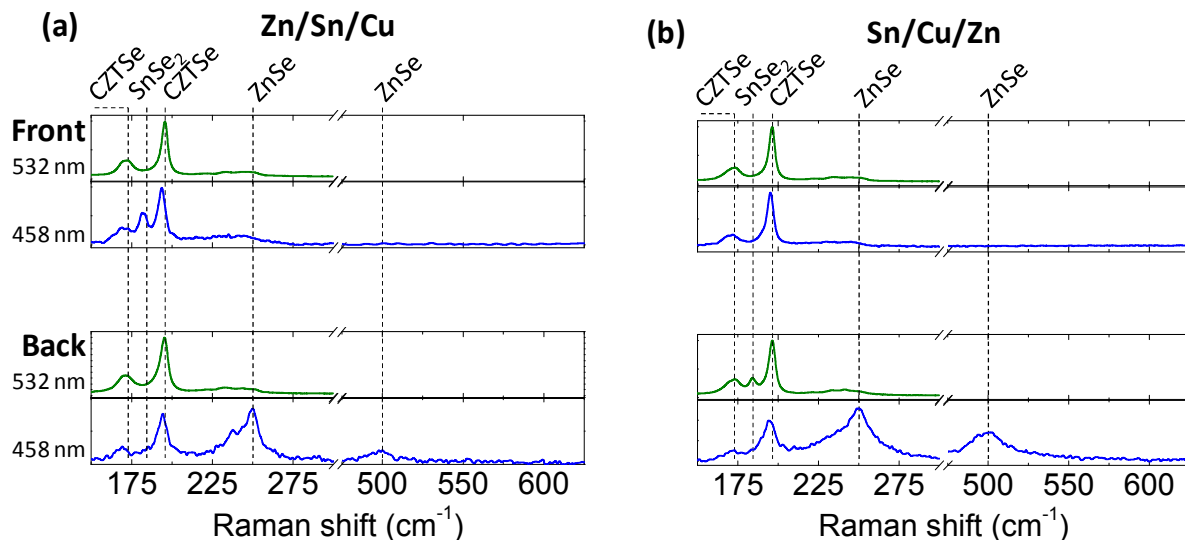 (a) Zn/Sn/Cu
CZTSe
SnSe₂
CZTSe
ZnSe
ZnSe
Front
532 nm
458 nm
Back
532 nm
458 nm
175 225 275 500 550 600
Raman shift (cm⁻¹)
(b) Sn/Cu/Zn
CZTSe
SnSe₂
CZTSe
ZnSe
ZnSe
175 225 275 500 550 600
Raman shift (cm⁻¹)